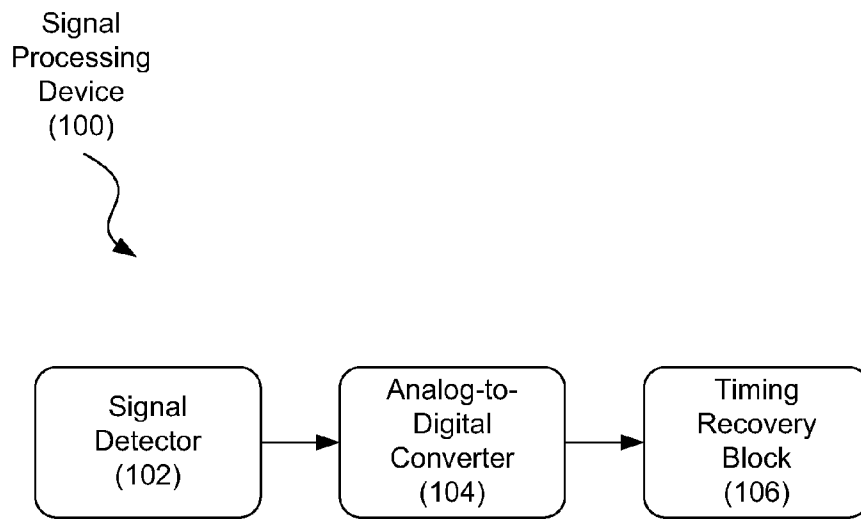 Signal
Processing
Device
(100)
Signal
Detector
(102)
Analog-to-
Digital
Converter
(104)
Timing
Recovery
Block
(106)